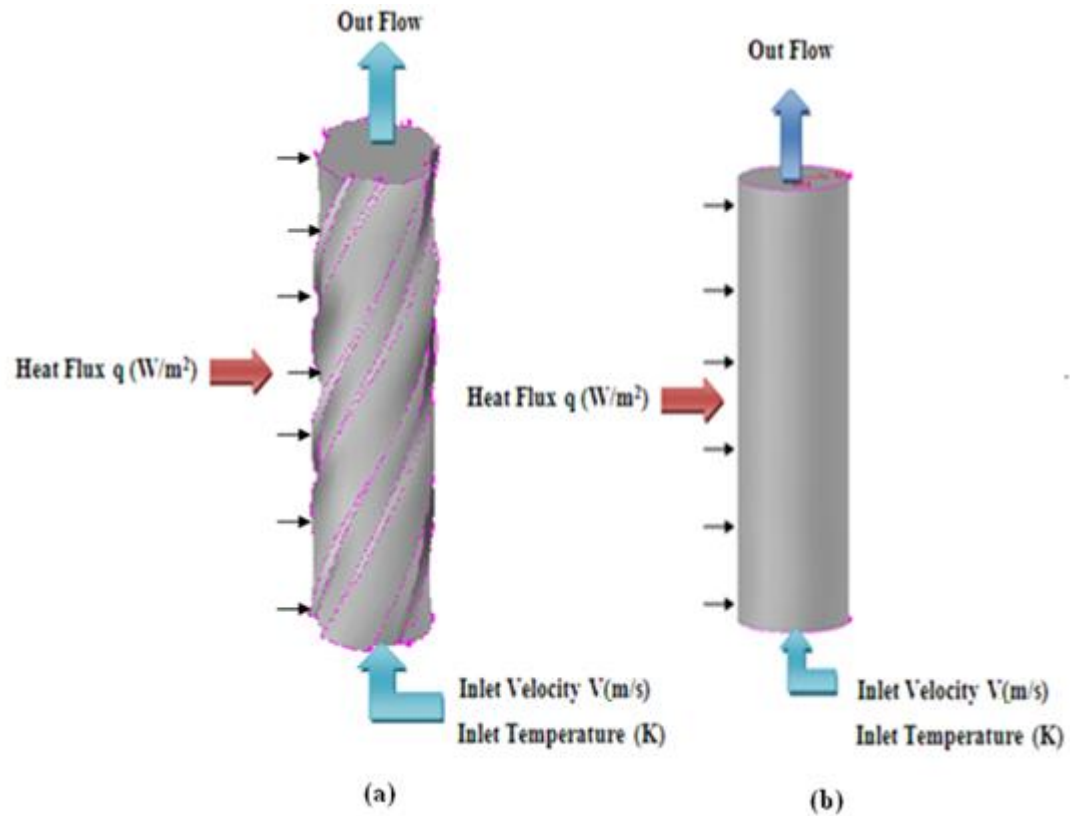 Out Flow
Heat Flux q (W/m²)
Inlet Velocity V(m/s)
Inlet Temperature (K)
(a)
Out Flow
Heat Flux q (W/m²)
Inlet Velocity V(m/s)
Inlet Temperature (K)
(b)